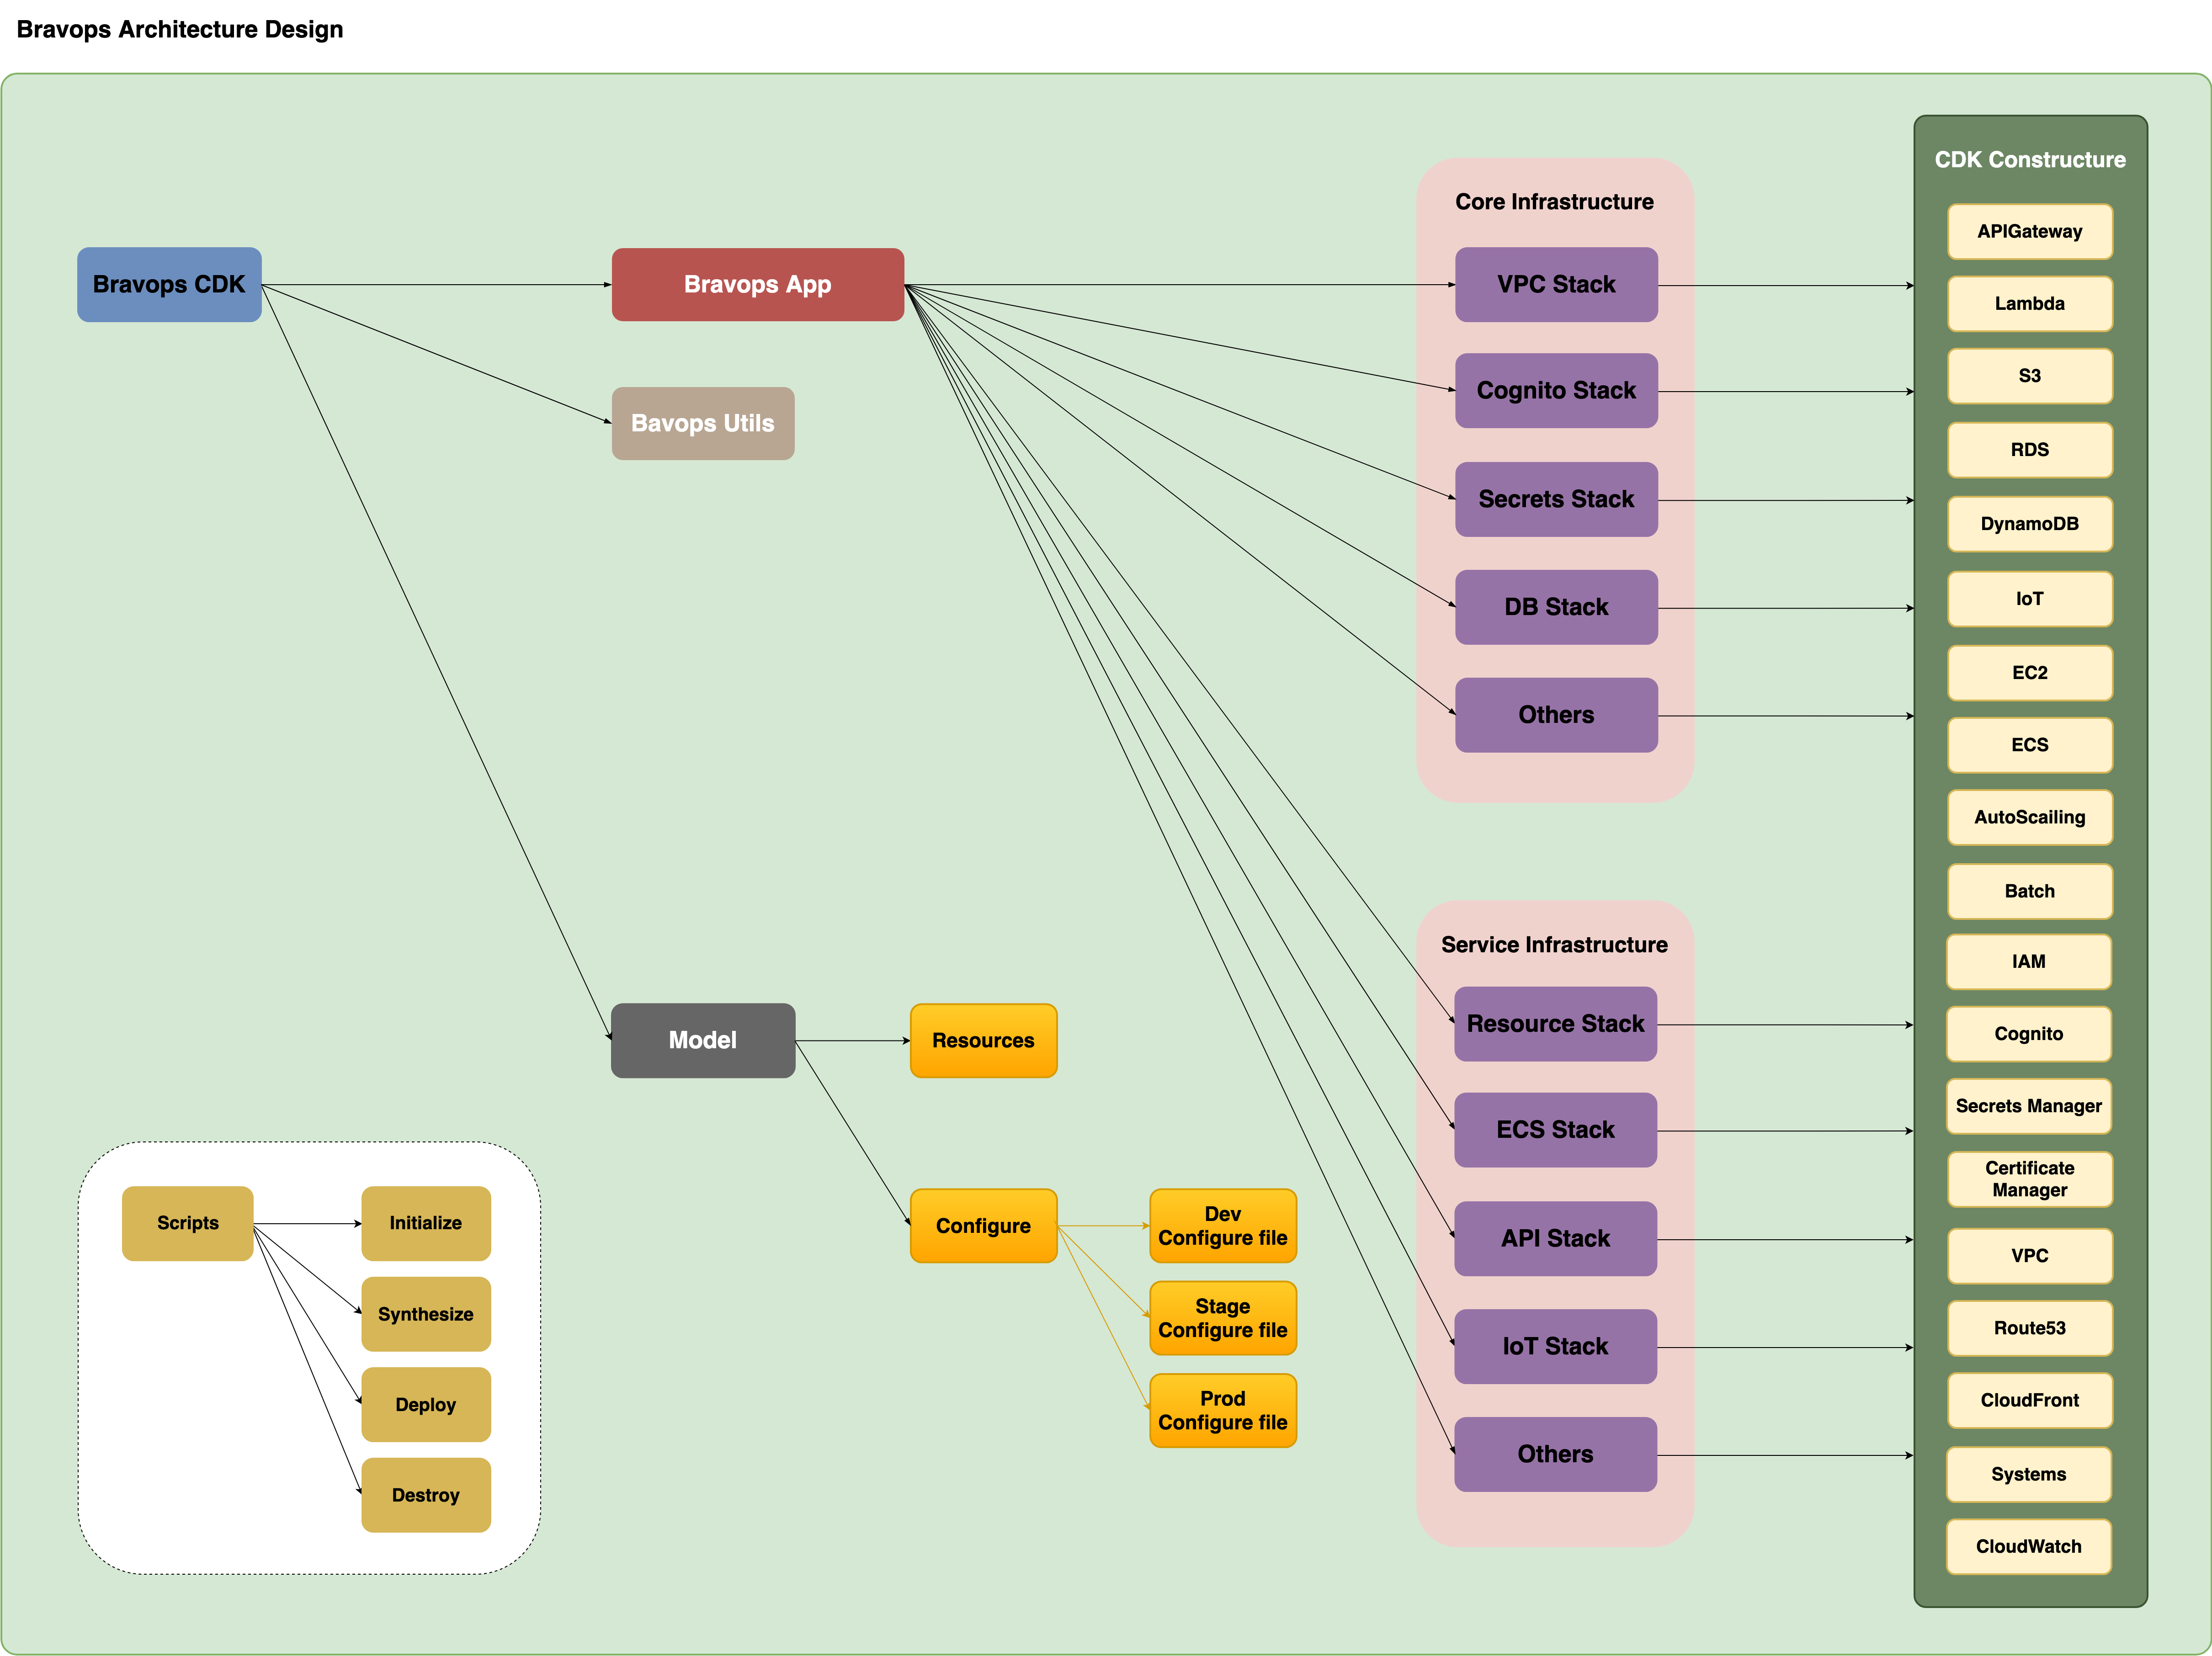 Bravops Architecture Design
Bravops CDK
Bravops App
Bavops Utils
Model
Resources
Configure
Dev
Configure file
Stage
Configure file
Prod
Configure file
Scripts
Initialize
Synthesize
Deploy
Destroy
Core Infrastructure
VPC Stack
Cognito Stack
Secrets Stack
DB Stack
Others
Service Infrastructure
Resource Stack
ECS Stack
API Stack
IoT Stack
Others
CDK Constructure
APIGateway
Lambda
S3
RDS
DynamoDB
IoT
EC2
ECS
AutoScailing
Batch
IAM
Cognito
Secrets Manager
Certificate
Manager
VPC
Route53
CloudFront
Systems
CloudWatch